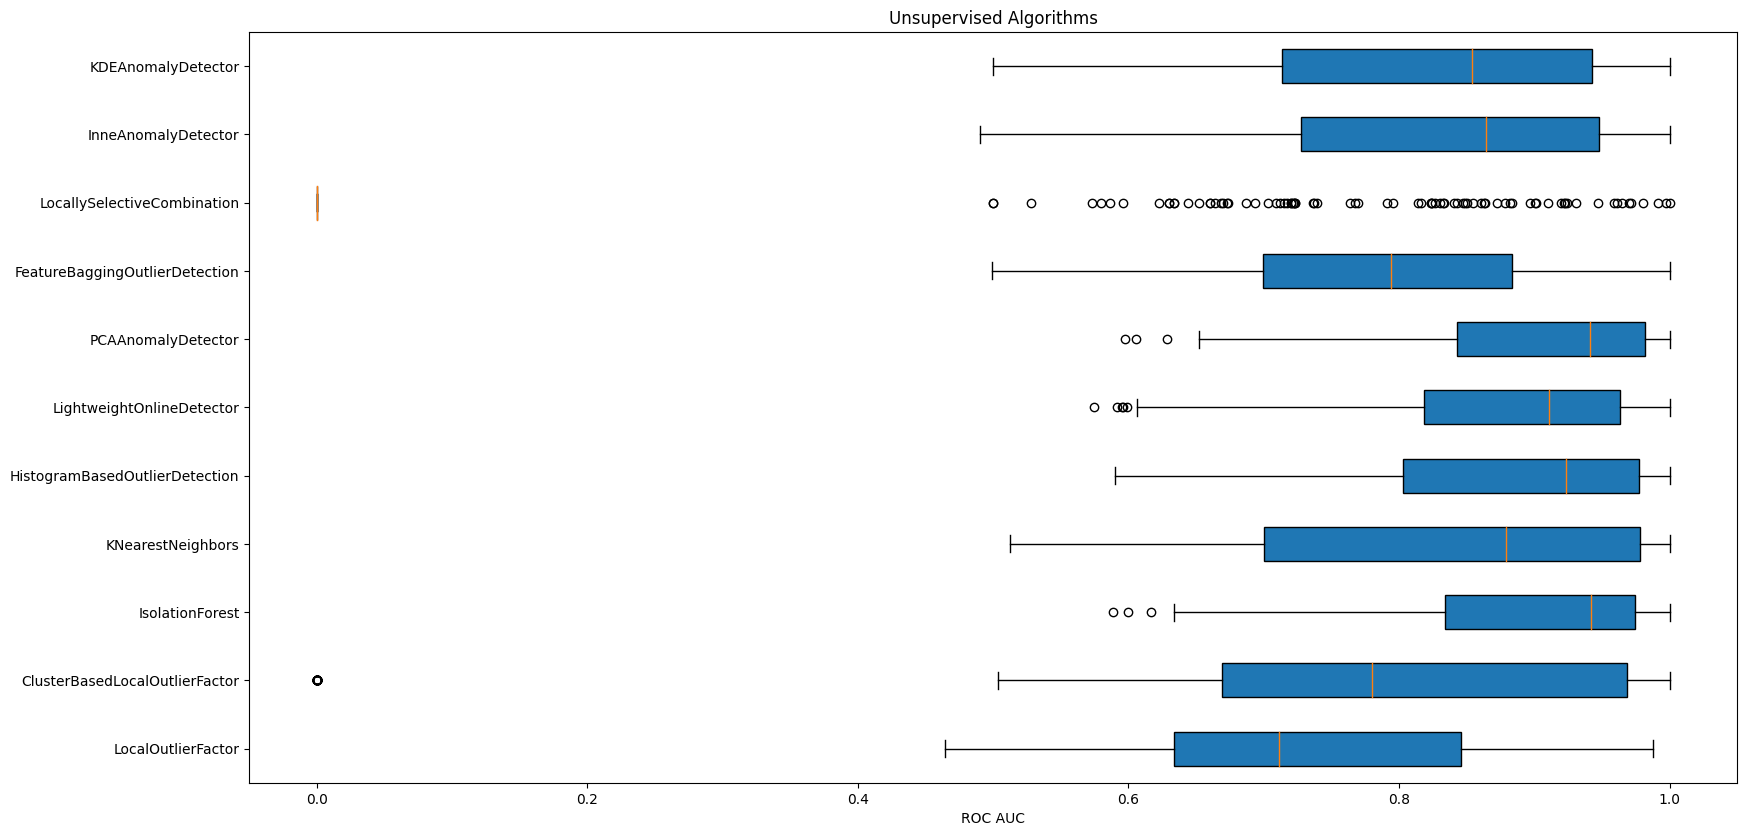 Unsupervised Algorithms
KDEAnomalyDetector
InneAnomalyDetector
LocallySelectiveCombination
FeatureBaggingOutlierDetection
PCAAnomalyDetector
LightweightOnlineDetector
HistogramBasedOutlierDetection
KNearestNeighbors
IsolationForest
ClusterBasedLocalOutlierFactor
LocalOutlierFactor
0.0 0.2 0.4 0.6 0.8 1.0
ROC AUC